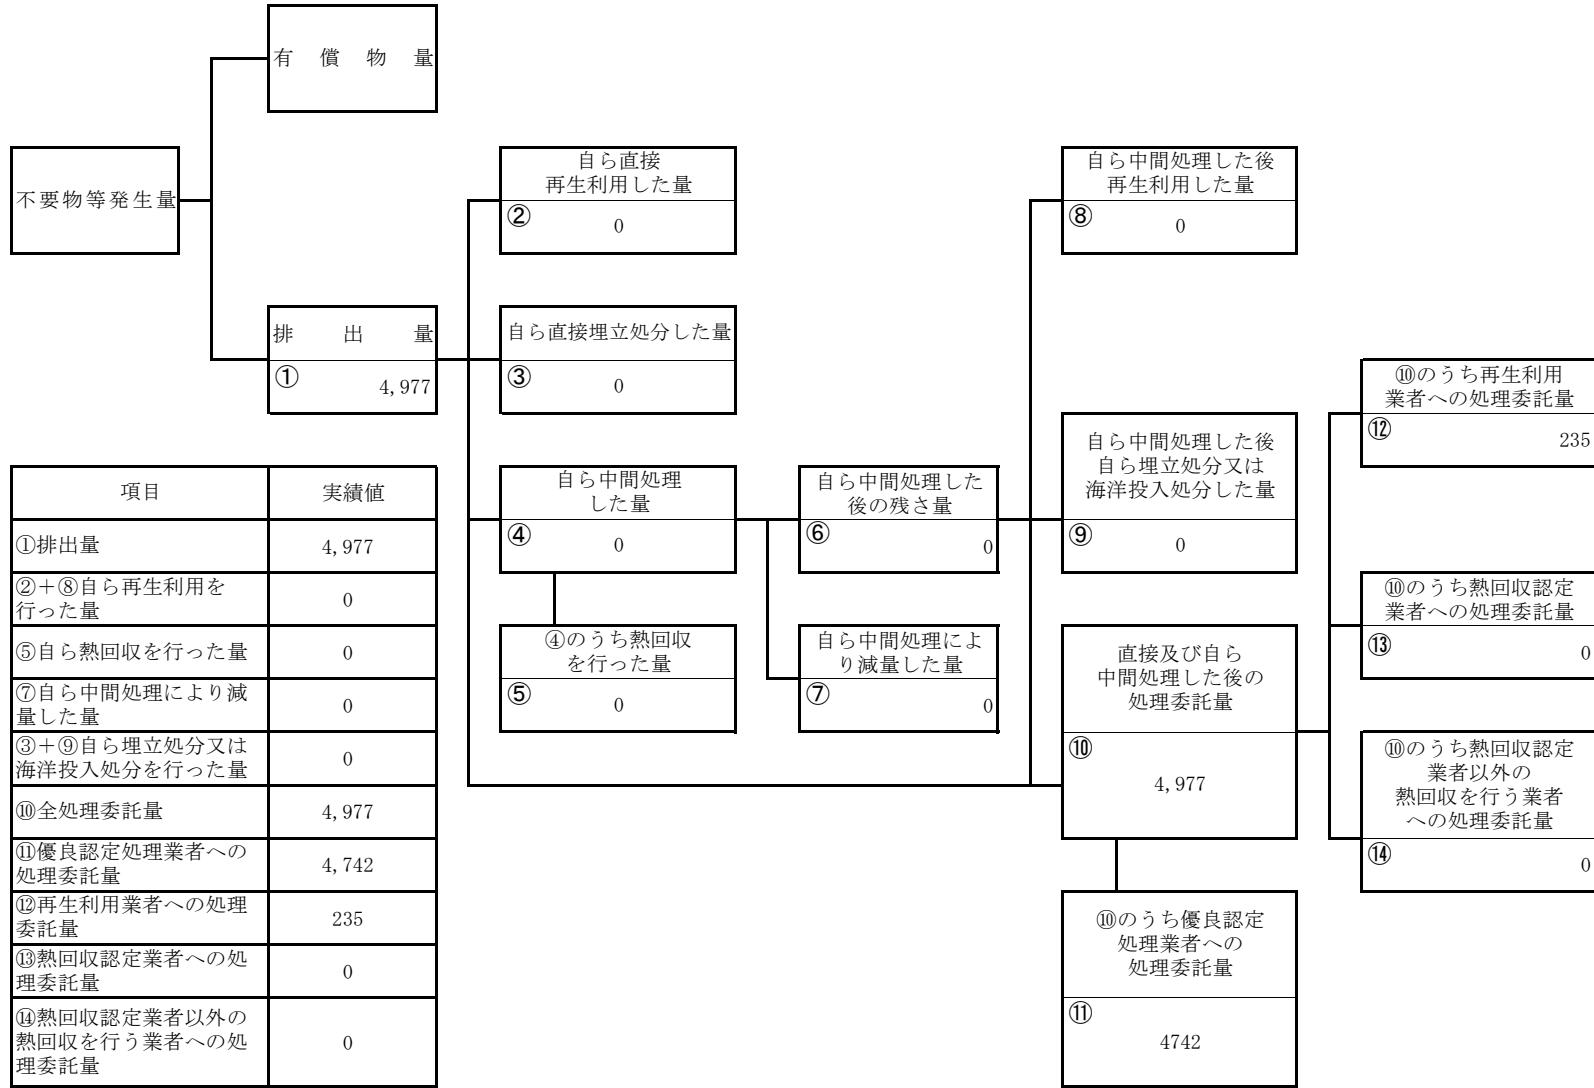 有償物量
不要物等発生量
排出量
①
4,977
自ら直接
再生利用した量
②
0
自ら直接埋立処分した量
③
0
自ら中間処理
した量
④
0
④のうち熱回収
を行った量
⑤
0
自ら中間処理した
後の残さ量
⑥
0
自ら中間処理によ
り減量した量
⑦
0
自ら中間処理した後
再生利用した量
⑧
0
自ら中間処理した後
自ら埋立処分又は
海洋投入処分した量
⑨
0
直接及び自ら
中間処理した後の
処理委託量
⑩
4,977
⑩のうち優良認定
処理業者への
処理委託量
⑪
4742
⑩のうち再生利用
業者への処理委託量
⑫
235
⑩のうち熱回収認定
業者への処理委託量
⑬
0
⑩のうち熱回収認定
業者以外の
熱回収を行う業者
への処理委託量
⑭
0
項目 実績値
①排出量 4,977
②＋⑧自ら再生利用を
行った量
0
⑤自ら熱回収を行った量 0
⑦自ら中間処理により減
量した量
0
③＋⑨自ら埋立処分又は
海洋投入処分を行った量
0
⑩全処理委託量 4,977
⑪優良認定処理業者への
処理委託量
4,742
⑫再生利用業者への処理
委託量
235
⑬熱回収認定業者への処
理委託量
0
⑭熱回収認定業者以外の
熱回収を行う業者への処
理委託量
0